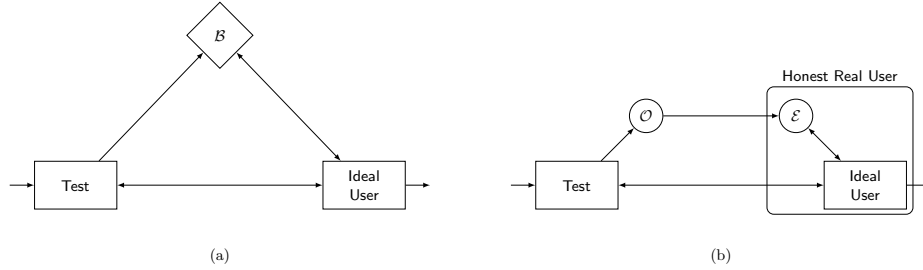 ℬ
Test
Ideal
User
(a)
Honest Real User
𝒪
ℰ
Test
Ideal
User
(b)